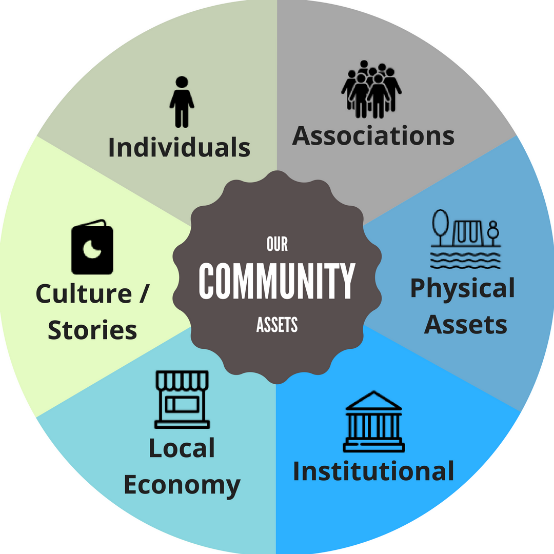 Individuals
Associations
Culture /
Stories
OUR
COMMUNITY
ASSETS
Physical
Assets
Local
Economy
Institutional